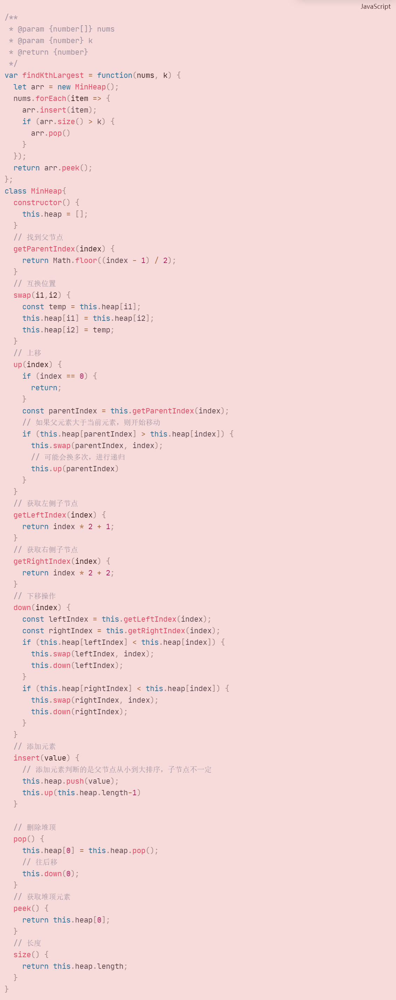 JavaScript
/**
 * @param {number[]} nums
 * @param {number} k
 * @return {number}
 */
var findKthLargest = function(nums, k) {
  let arr = new MinHeap();
  nums.forEach(item => {
    arr.insert(item);
    if (arr.size() > k) {
      arr.pop()
    }
  });
  return arr.peek();
};
class MinHeap{
  constructor() {
    this.heap = [];
  }
  // 找到父节点
  getParentIndex(index) {
    return Math.floor((index - 1) / 2);
  }
  // 互换位置
  swap(i1,i2) {
    const temp = this.heap[i1];
    this.heap[i1] = this.heap[i2];
    this.heap[i2] = temp;
  }
  // 上移
  up(index) {
    if (index == 0) {
      return;
    }
    const parentIndex = this.getParentIndex(index);
    // 如果父元素大于当前元素，则开始移动
    if (this.heap[parentIndex] > this.heap[index]) {
      this.swap(parentIndex, index);
      // 可能会换多次，进行递归
      this.up(parentIndex)
    }
  }
  // 获取左侧子节点
  getLeftIndex(index) {
    return index * 2 + 1;
  }
  // 获取右侧子节点
  getRightIndex(index) {
    return index * 2 + 2;
  }
  // 下移操作
  down(index) {
    const leftIndex = this.getLeftIndex(index);
    const rightIndex = this.getRightIndex(index);
    if (this.heap[leftIndex] < this.heap[index]) {
      this.swap(leftIndex, index);
      this.down(leftIndex);
    }
    if (this.heap[rightIndex] < this.heap[index]) {
      this.swap(rightIndex, index);
      this.down(rightIndex);
    }
  }
  // 添加元素
  insert(value) {
    // 添加元素判断的是父节点从小到大排序，子节点不一定
    this.heap.push(value);
    this.up(this.heap.length-1)
  }

  // 删除堆顶
  pop() {
    this.heap[0] = this.heap.pop();
    // 往后移
    this.down(0);
  }
  // 获取堆顶元素
  peek() {
    return this.heap[0];
  }
  // 长度
  size() {
    return this.heap.length;
  }
}